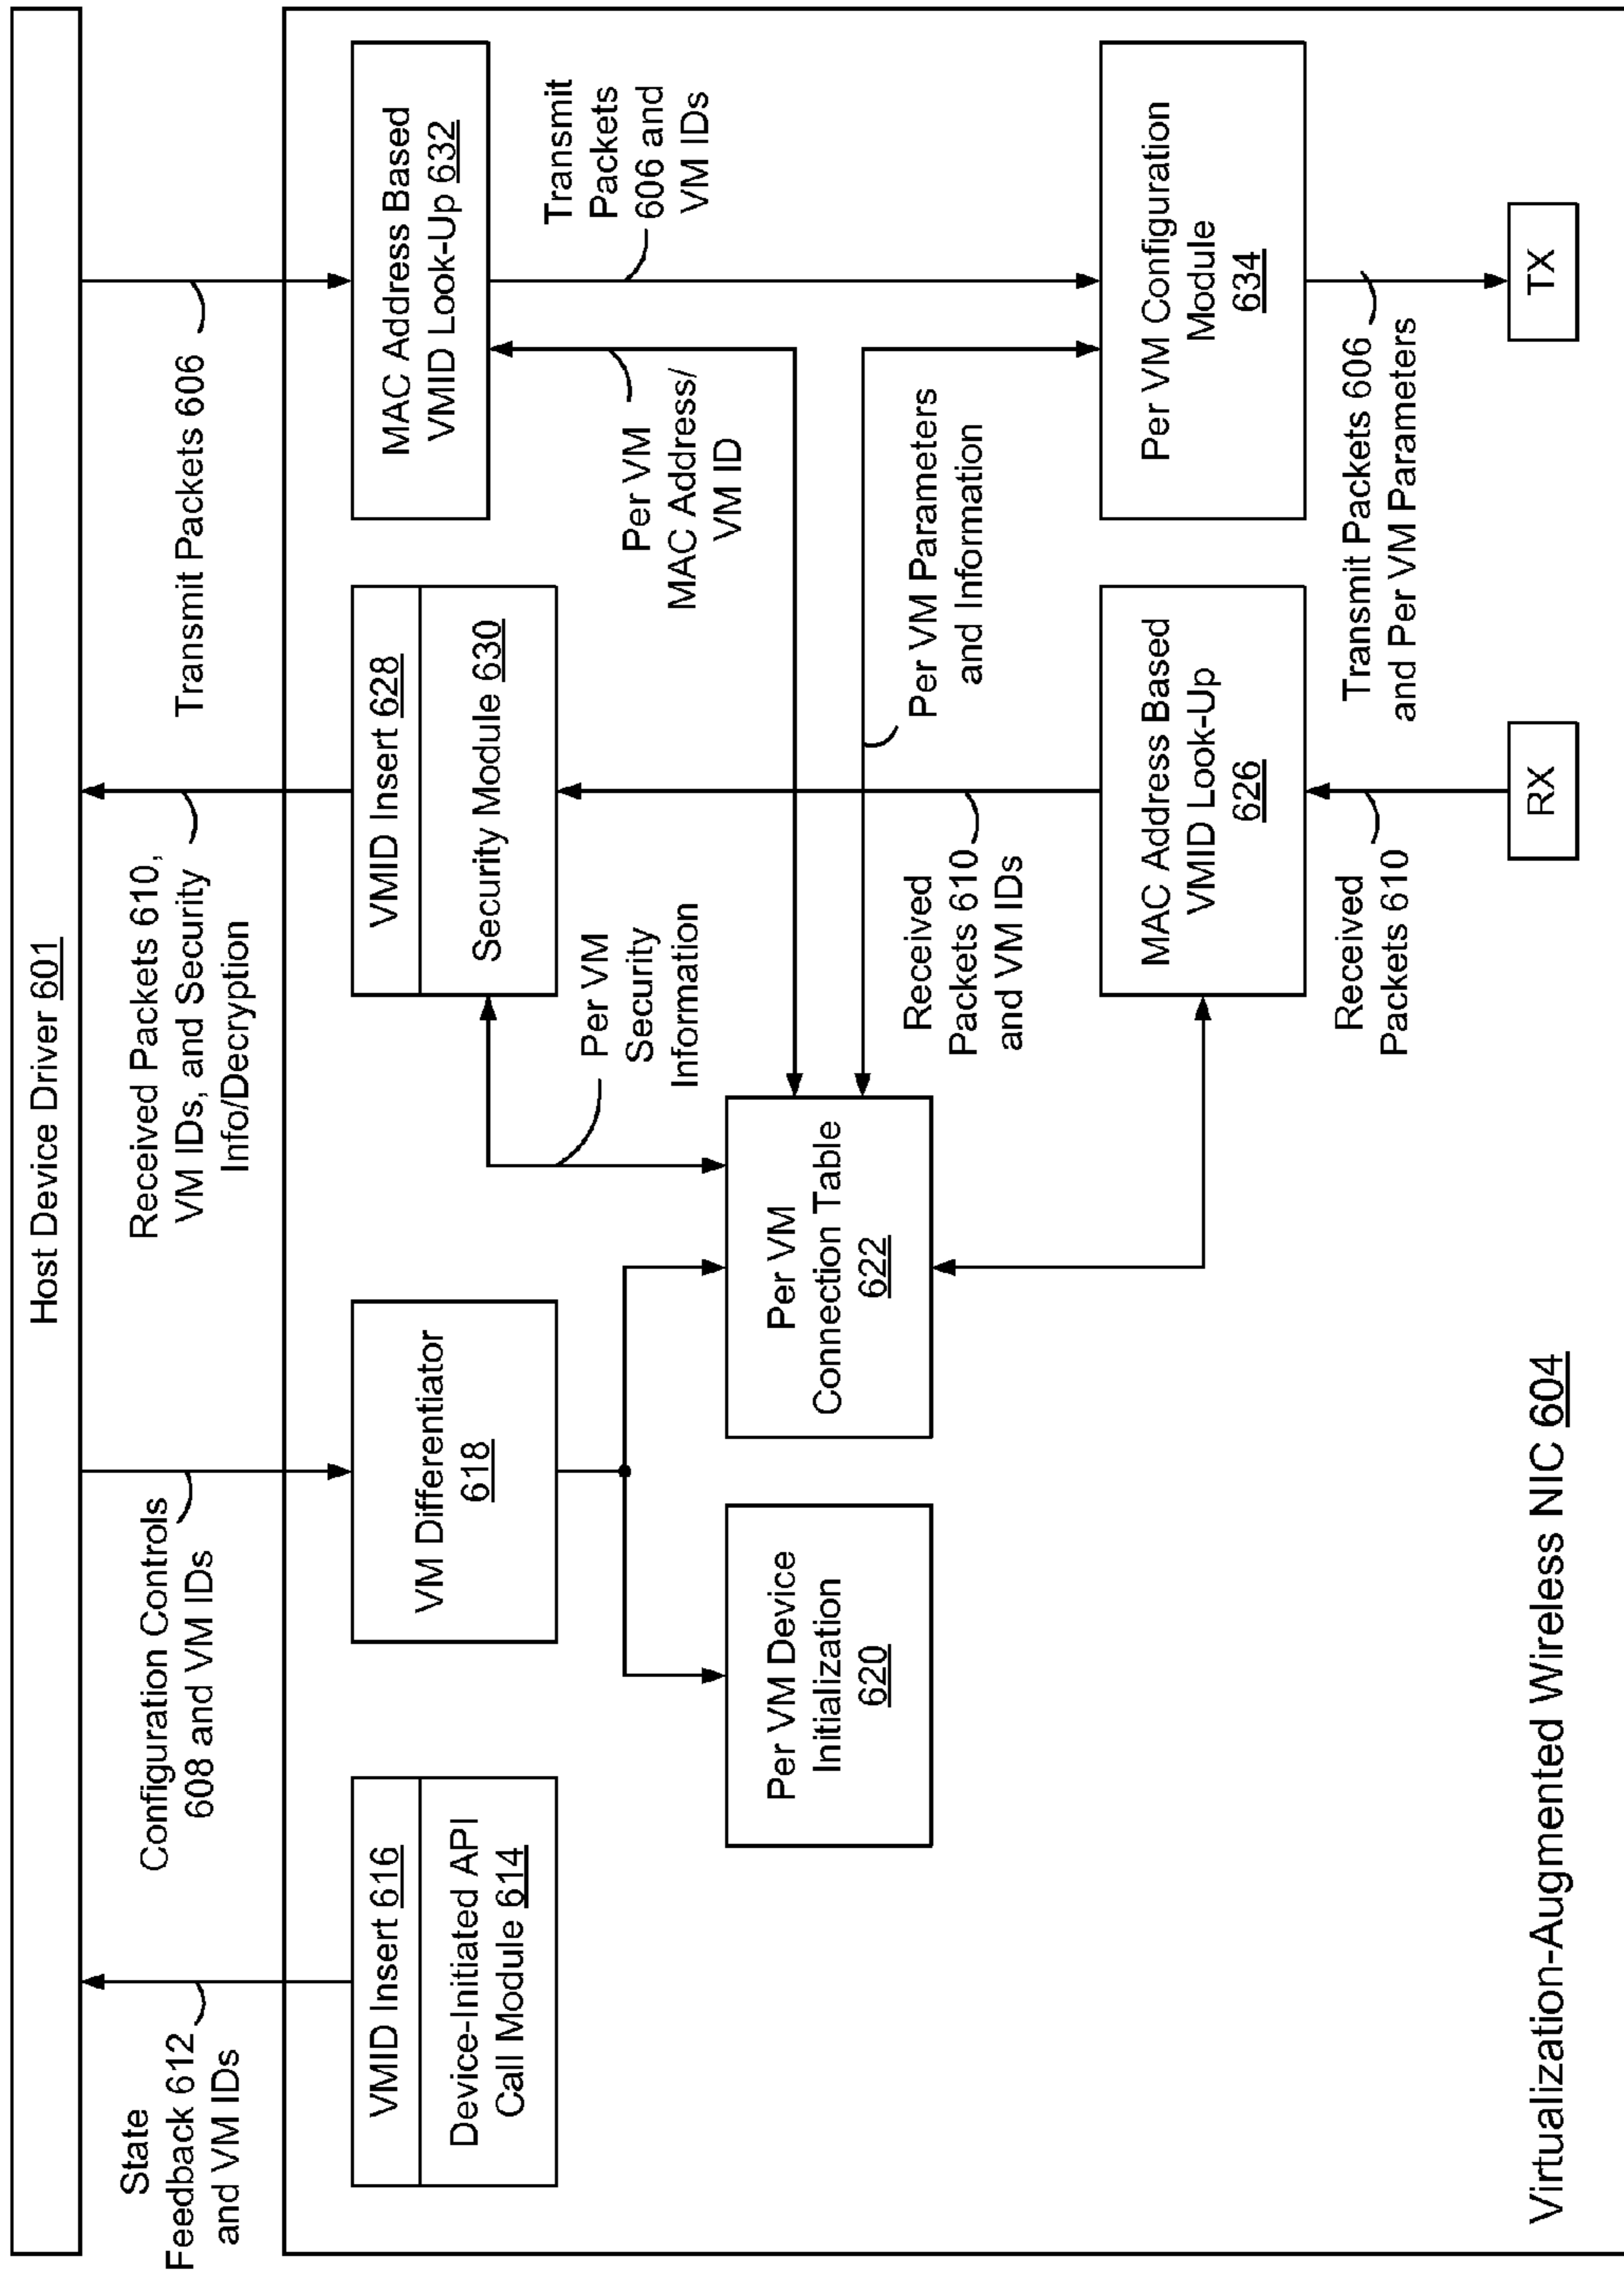 Host Device Driver 601
State
Feedback 612
and VM IDs
Configuration Controls
608 and VM IDs
Received Packets 610,
VM IDs, and Security
Info/Decryption
Transmit Packets 606
VMID Insert 616
Device-Initiated API
Call Module 614
VM Differentiator
618
VMID Insert 628
Security Module 630
MAC Address Based
VMID Look-Up 632
Per VM
Security
Information
Per VM
MAC Address/
VM ID
Transmit
Packets
606 and
VM IDs
Per VM Device
Initialization
620
Per VM
Connection Table
622
Per VM Parameters
and Information
Received
Packets 610
and VM IDs
MAC Address Based
VMID Look-Up
626
Per VM Configuration
Module
634
Received
Packets 610
Transmit Packets 606
and Per VM Parameters
RX
TX
Virtualization-Augmented Wireless NIC 604